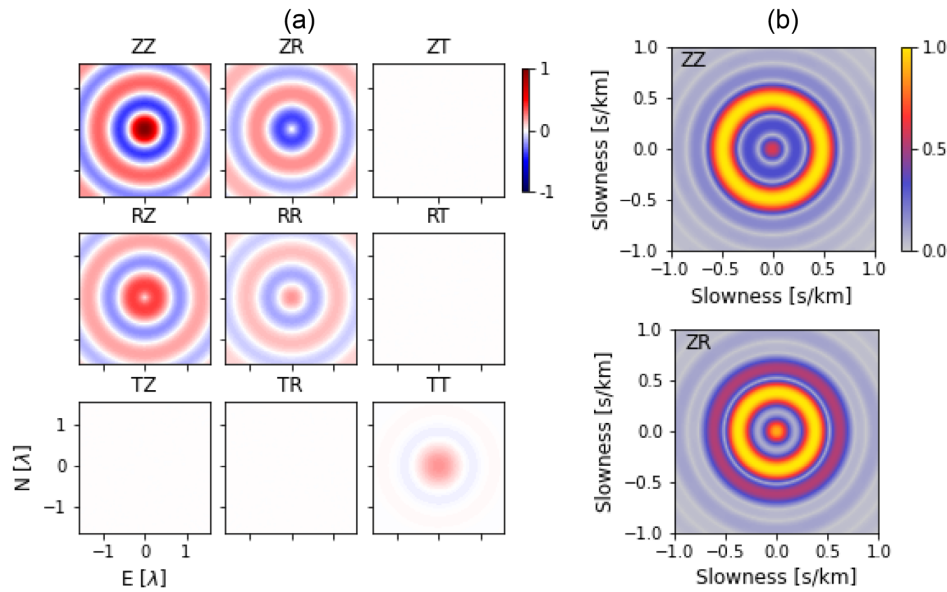 (a)
ZZ ZR ZT
1
0
-1
RZ RR RT
TZ TR TT
1
0
−1
N [λ]
−1 0 1
E [λ]
(b)
ZZ
1.0
0.5
0.0
−0.5
−1.0
Slowness [s/km]
−1.0 −0.5 0.0 0.5 1.0
Slowness [s/km]
1.0
0.5
0.0
ZR
1.0
0.5
0.0
−0.5
−1.0
Slowness [s/km]
−1.0 −0.5 0.0 0.5 1.0
Slowness [s/km]